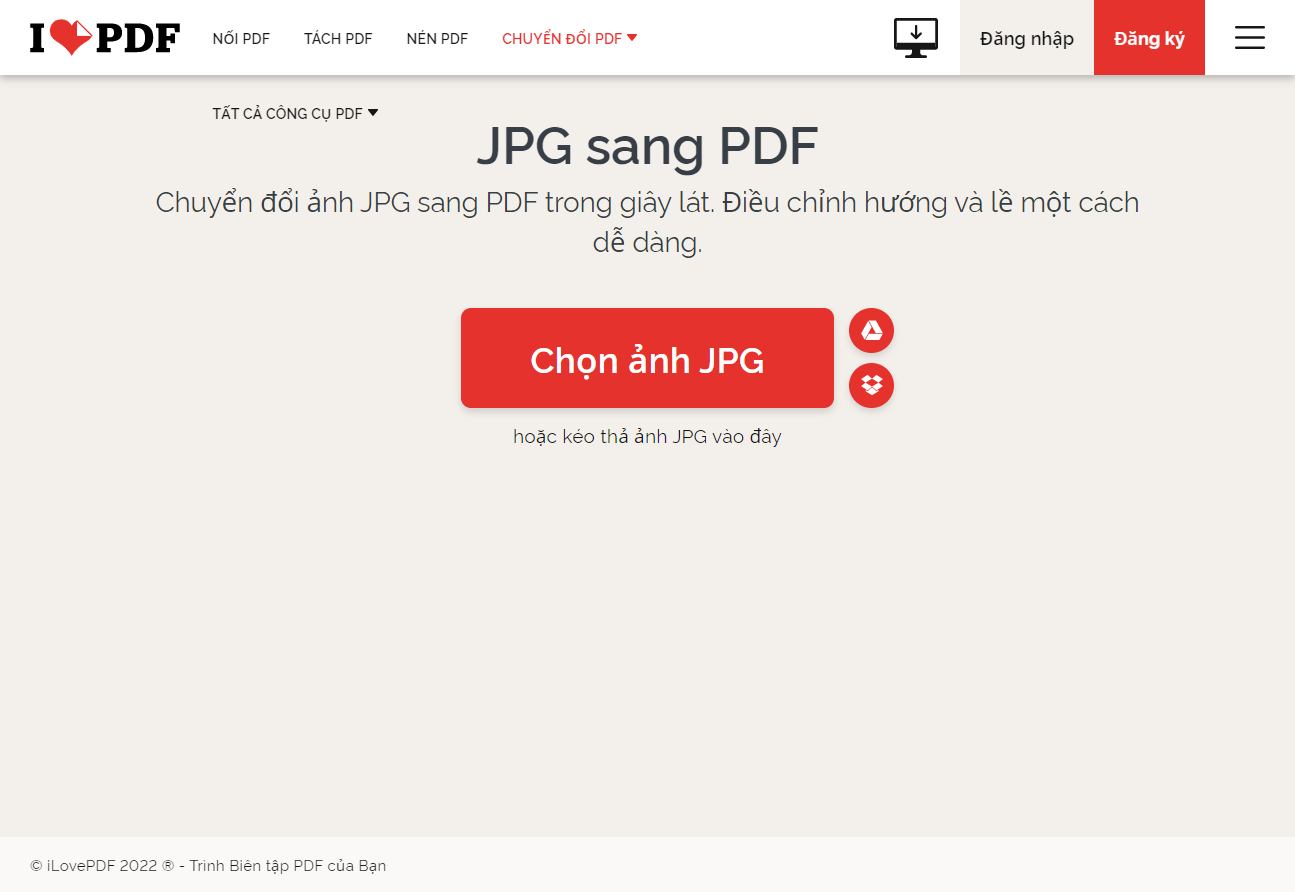 I PDF
NỐI PDF
TÁCH PDF
NÉN PDF
CHUYỂN ĐỔI PDF
Đăng nhập
Đăng ký
TẤT CẢ CÔNG CỤ PDF
JPG sang PDF
Chuyển đổi ảnh JPG sang PDF trong giây lát. Điều chỉnh hướng và lề một cách
dễ dàng.
Chọn ảnh JPG
hoặc kéo thả ảnh JPG vào đây
© iLovePDF 2022 ® - Trình Biên tập PDF của Bạn